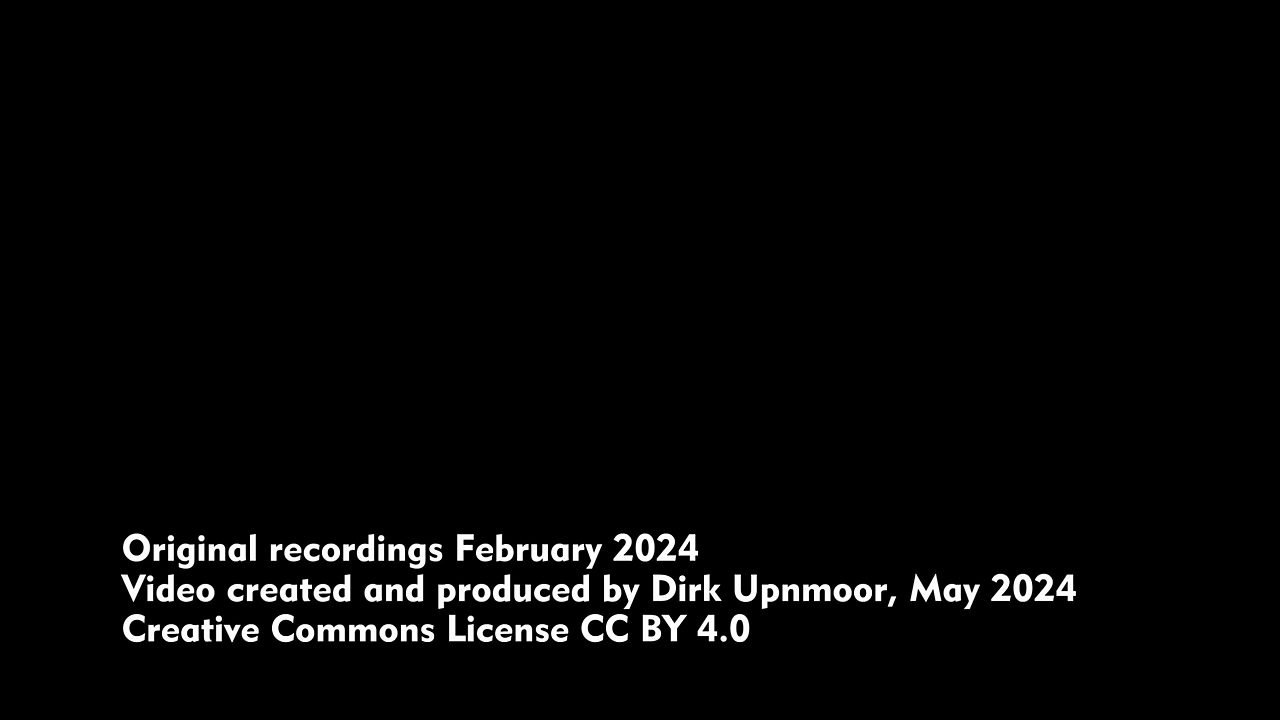 Original recordings February 2024
Video created and produced by Dirk Upnmoor, May 2024
Creative Commons License CC BY 4.0